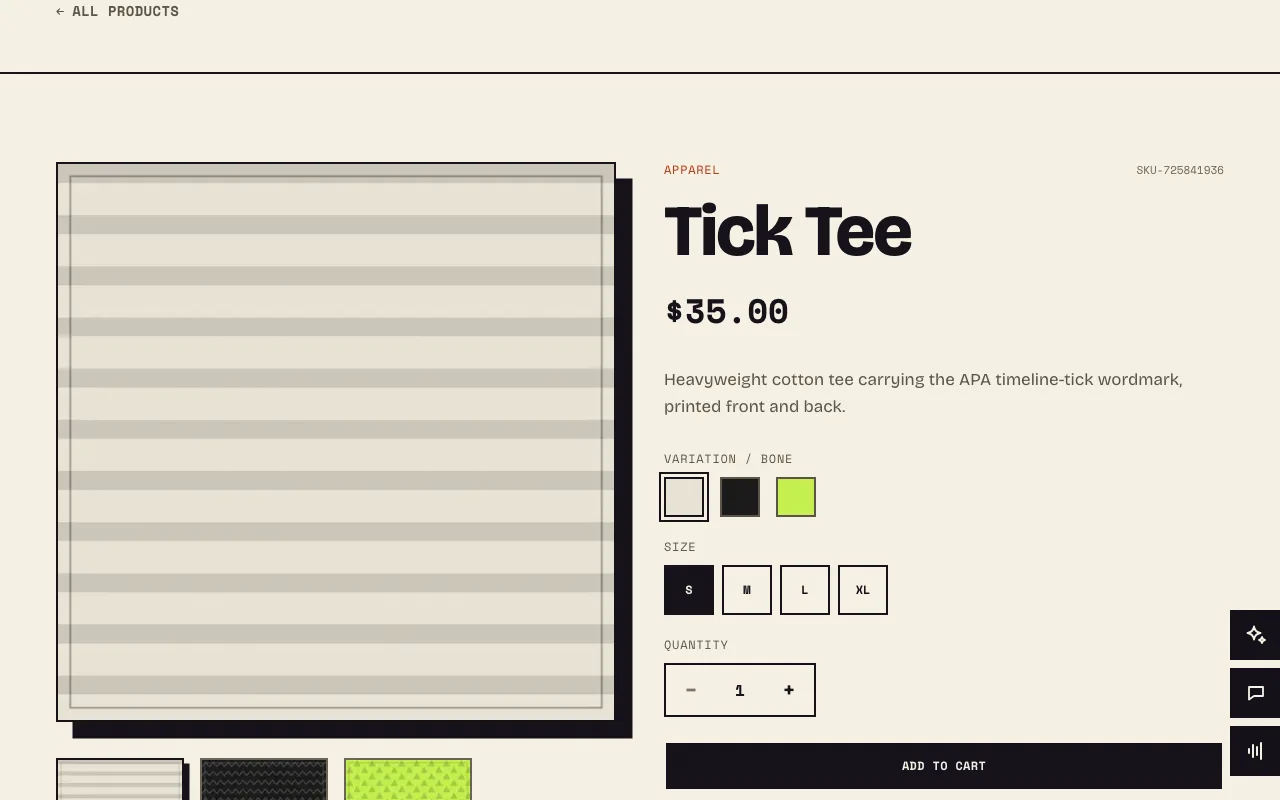 ← ALL PRODUCTS
APPAREL
SKU-725841936
Tick Tee
$35.00
Heavyweight cotton tee carrying the APA timeline-tick wordmark,
printed front and back.
VARIATION / BONE
SIZE
S
M
L
XL
QUANTITY
− 1 +
ADD TO CART